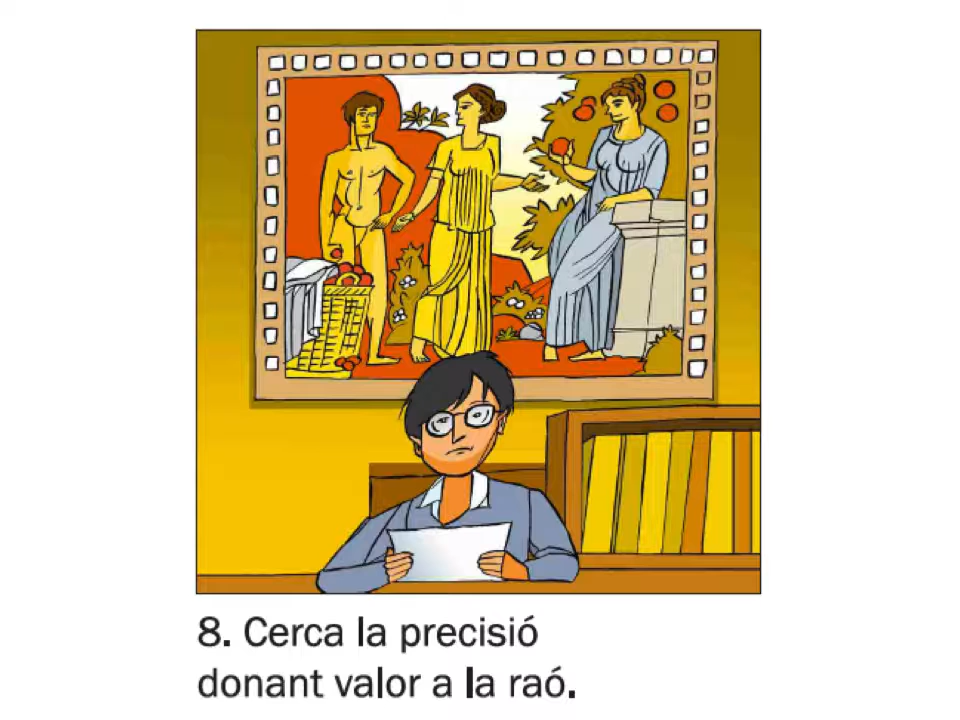 8. Cerca la precisió
donant valor a la raó.